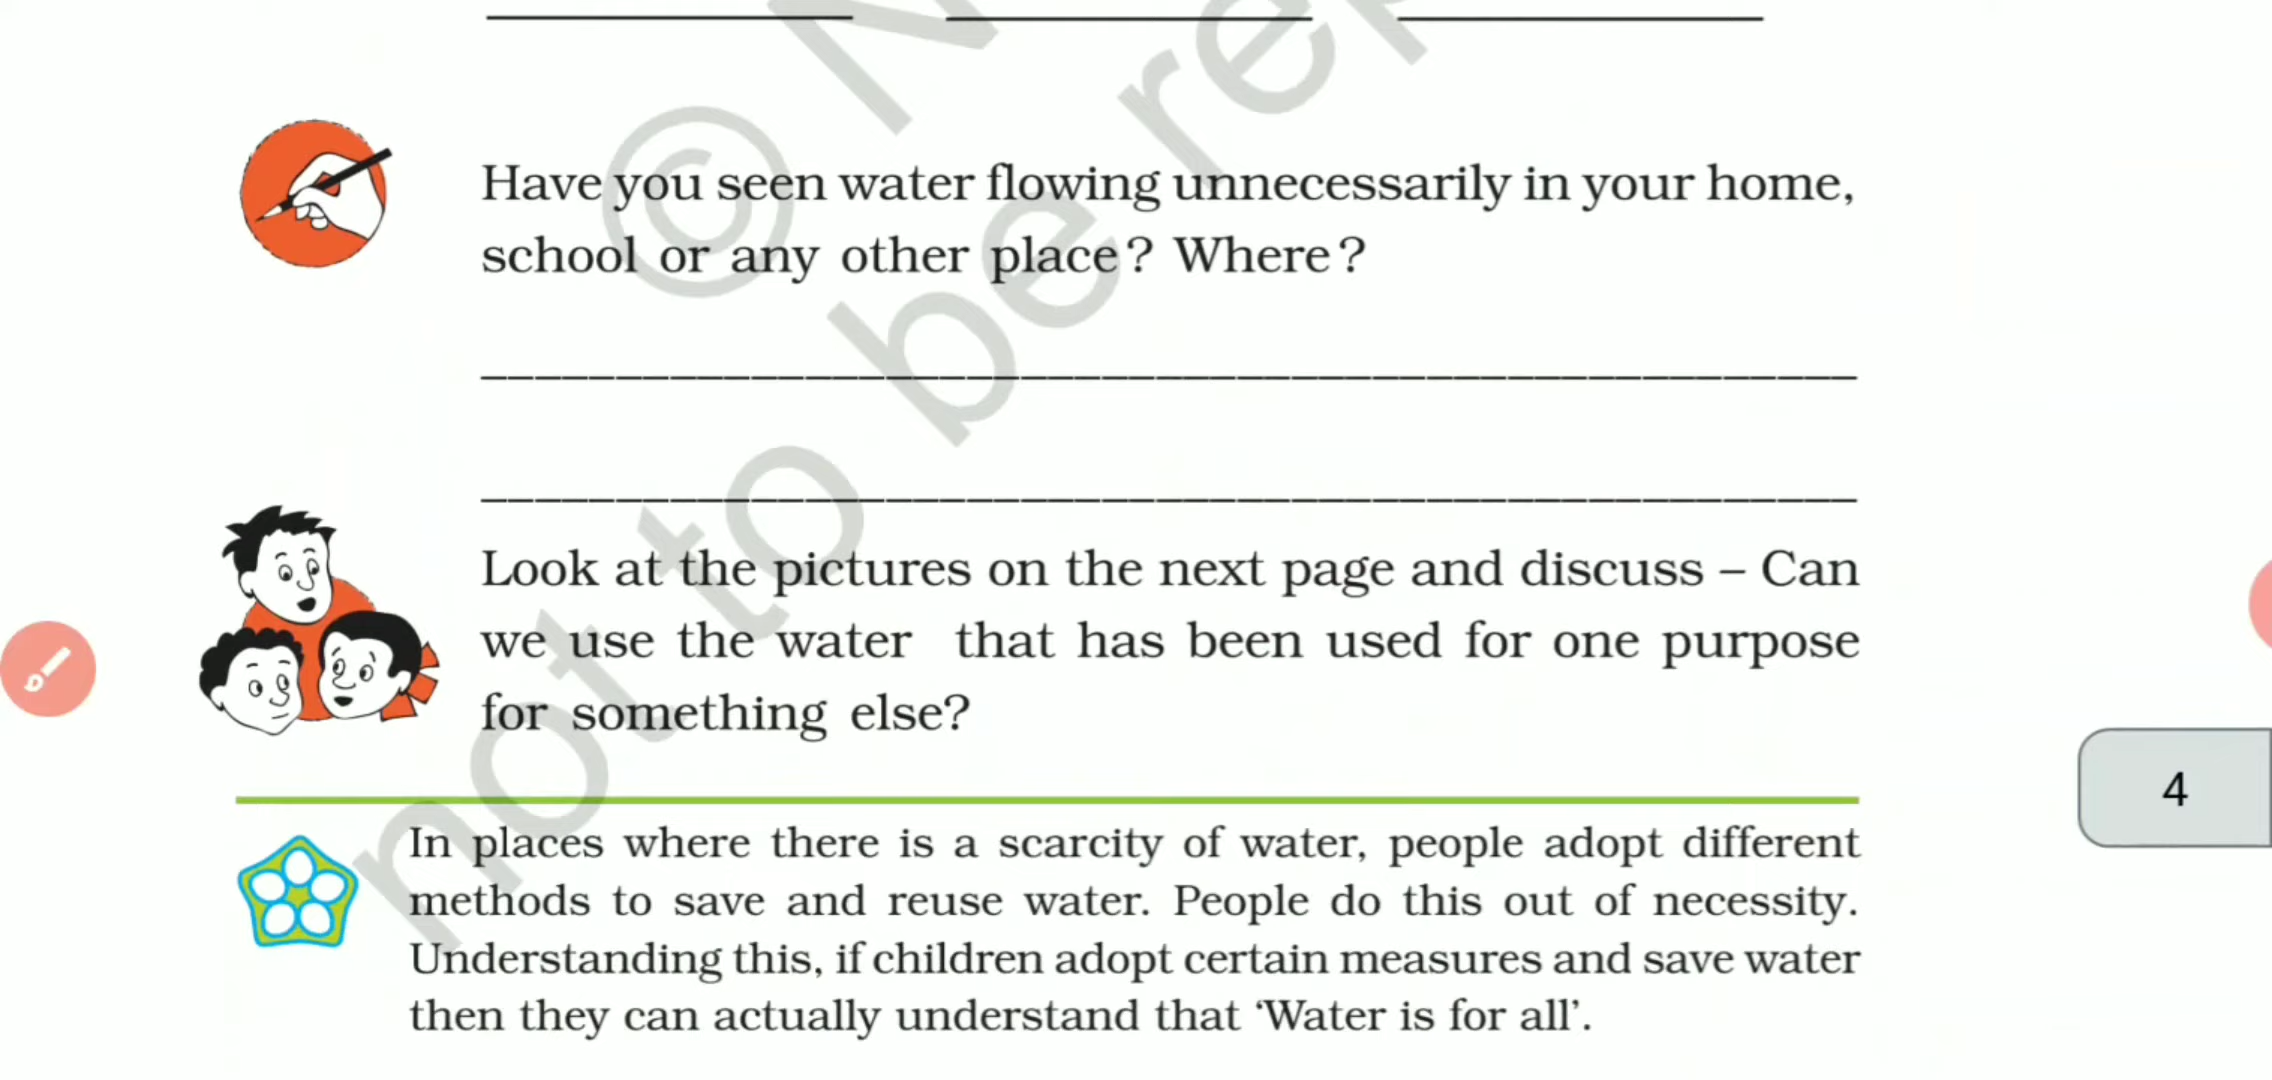 Have you seen water flowing unnecessarily in your home,
school or any other place? Where?
Look at the pictures on the next page and discuss – Can
we use the water that has been used for one purpose
for something else?
In places where there is a scarcity of water, people adopt different
methods to save and reuse water. People do this out of necessity.
Understanding this, if children adopt certain measures and save water
then they can actually understand that ‘Water is for all’.
4
© N
not to be rep